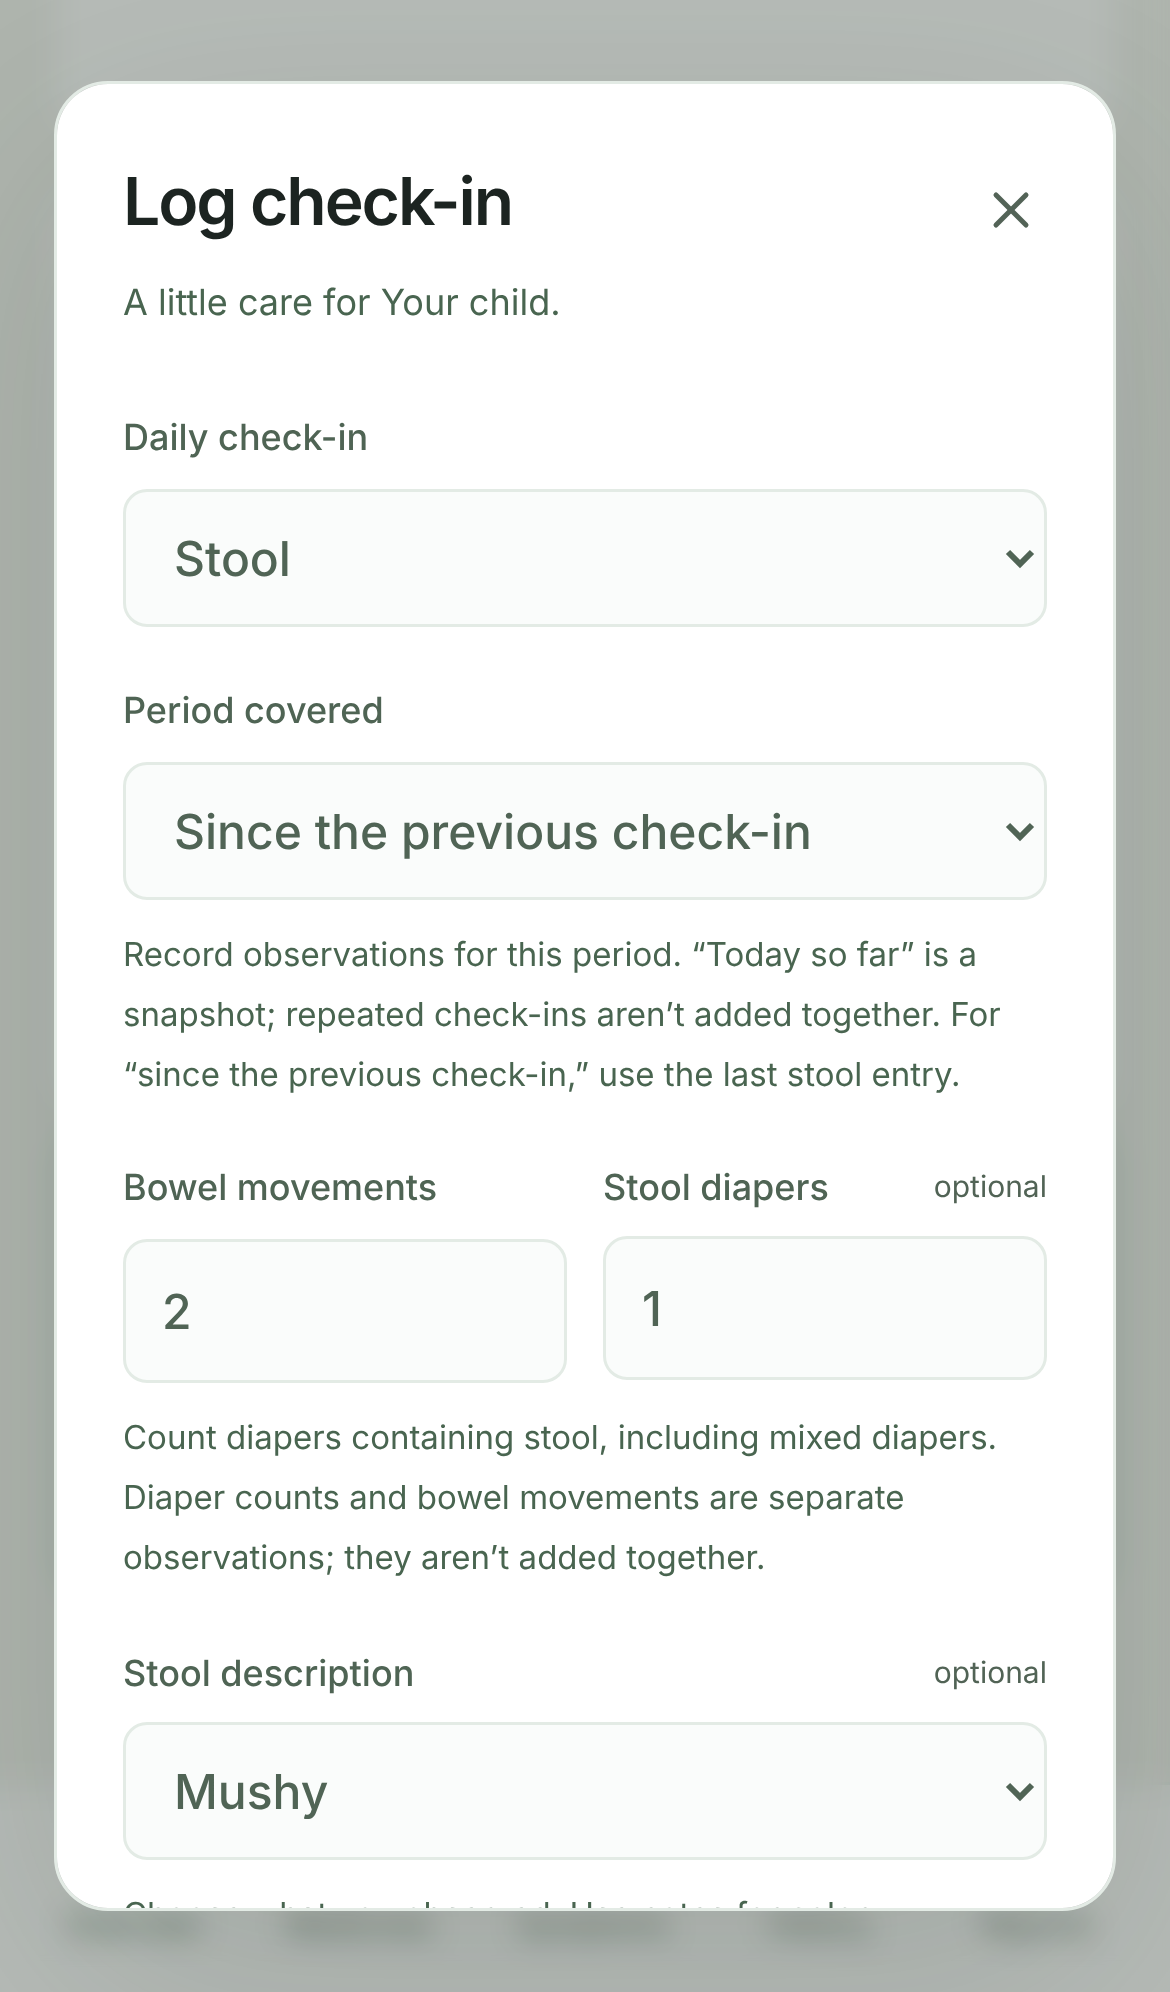 Log check-in
A little care for Your child.
Daily check-in
Stool
Period covered
Since the previous check-in
Record observations for this period. “Today so far” is a
snapshot; repeated check-ins aren’t added together. For
“since the previous check-in,” use the last stool entry.
Bowel movements
Stool diapers optional
2
1
Count diapers containing stool, including mixed diapers.
Diaper counts and bowel movements are separate
observations; they aren’t added together.
Stool description optional
Mushy